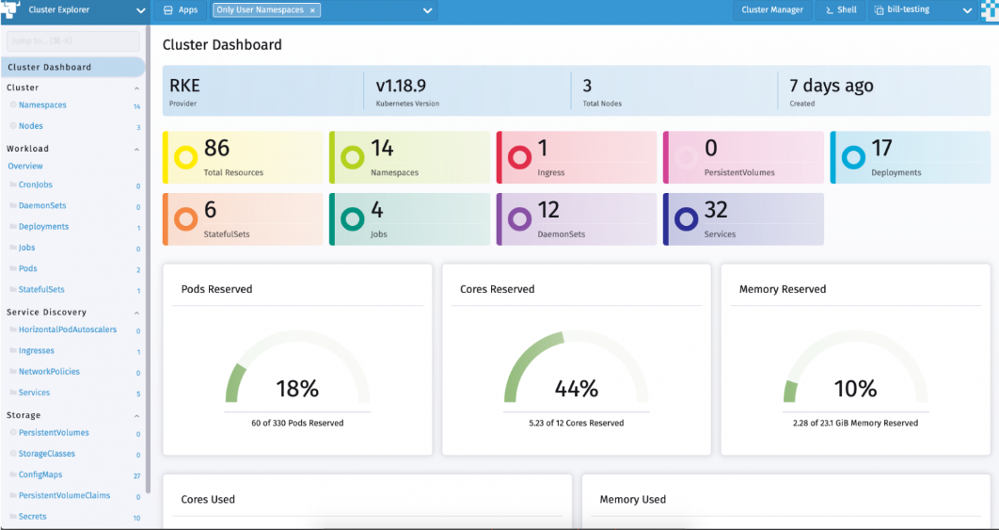 Cluster Explorer
Apps
Only User Namespaces ×
Cluster Manager
Shell
bill-testing
Jump to... (⌘-K)
Cluster Dashboard
Cluster
Namespaces 14
Nodes 3
Workload
Overview
CronJobs 0
DaemonSets 0
Deployments 1
Jobs 0
Pods 2
StatefulSets 1
Service Discovery
HorizontalPodAutoscalers 0
Ingresses 1
NetworkPolicies 0
Services 5
Storage
PersistentVolumes 0
StorageClasses 0
ConfigMaps 27
PersistentVolumeClaims 0
Secrets 10
Cluster Dashboard
RKE
Provider
v1.18.9
Kubernetes Version
3
Total Nodes
7 days ago
Created
86
Total Resources
14
Namespaces
1
Ingress
0
PersistentVolumes
17
Deployments
6
StatefulSets
4
Jobs
12
DaemonSets
32
Services
Pods Reserved
18%
60 of 330 Pods Reserved
Cores Reserved
44%
5.23 of 12 Cores Reserved
Memory Reserved
10%
2.28 of 23.1 GiB Memory Reserved
Cores Used
Memory Used